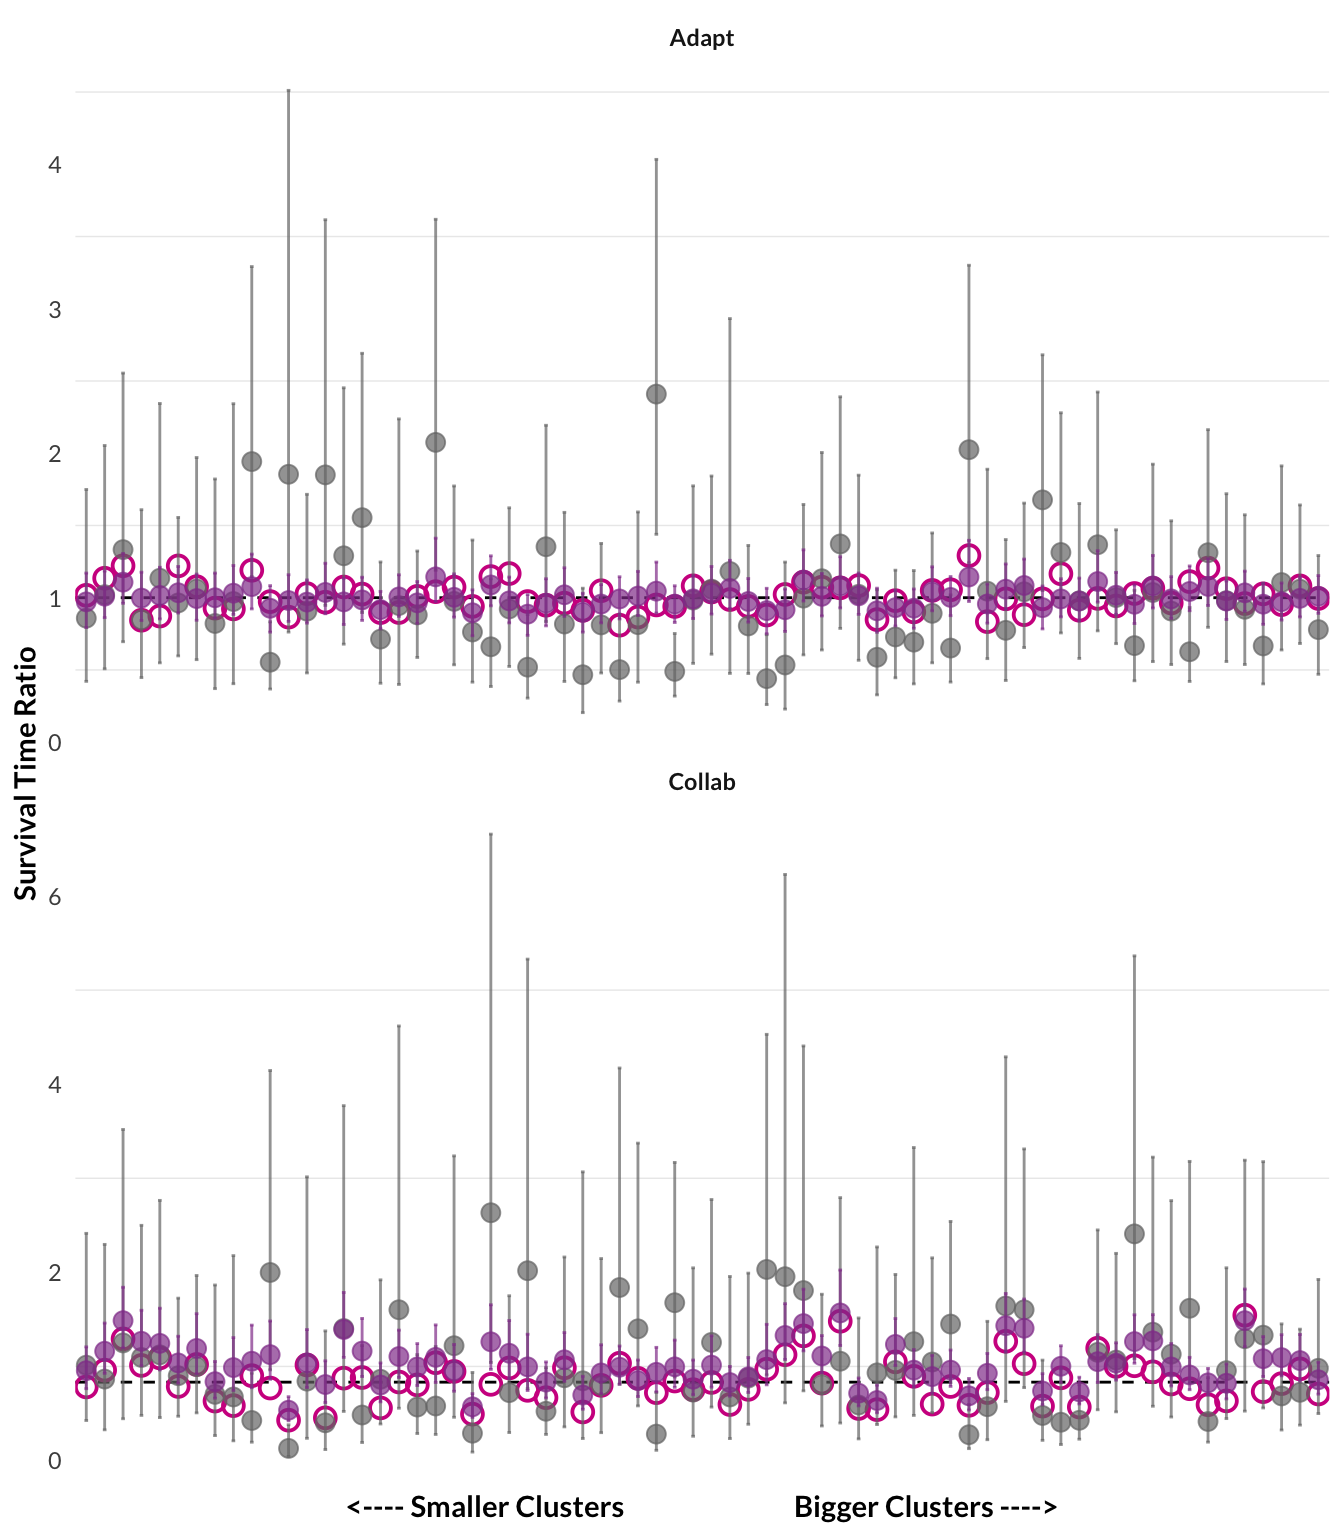 Adapt
4
3
2
1
0
Survival Time Ratio
Collab
6
4
2
0
<---- Smaller Clusters
Bigger Clusters ---->